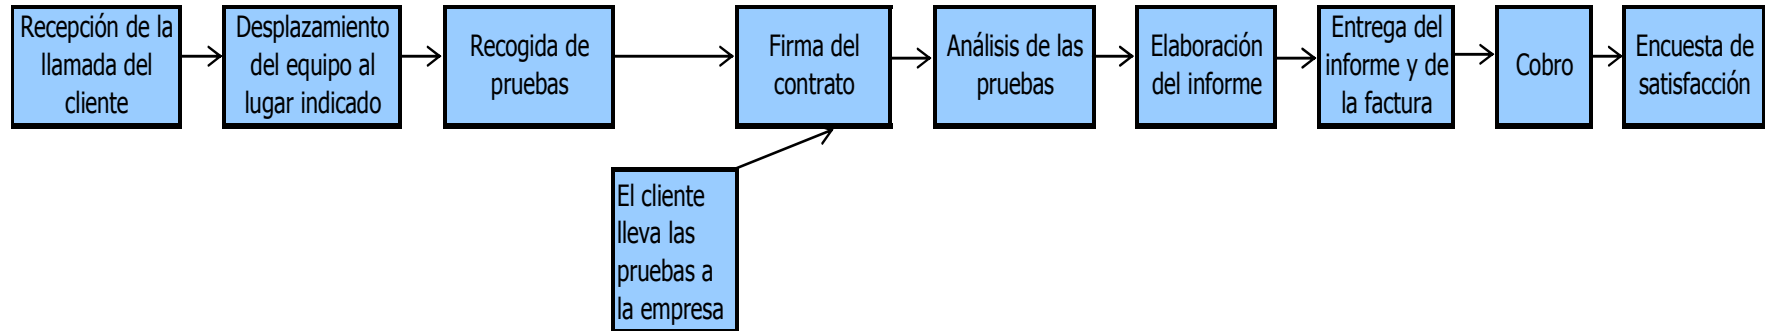 Recepción de la
llamada del
cliente
Desplazamiento
del equipo al
lugar indicado
Recogida de
pruebas
Firma del
contrato
Análisis de las
pruebas
Elaboración
del informe
Entrega del
informe y de
la factura
Cobro
Encuesta de
satisfacción
El cliente
lleva las
pruebas a
la empresa